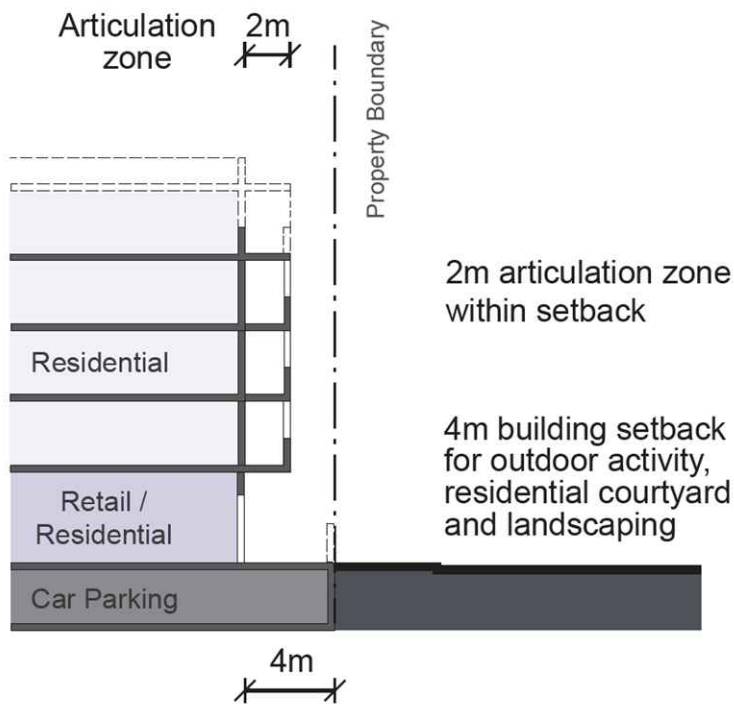 Articulation
zone
2m
Property Boundary
2m articulation zone
within setback
Residential
4m building setback
for outdoor activity,
residential courtyard
and landscaping
Retail /
Residential
Car Parking
4m